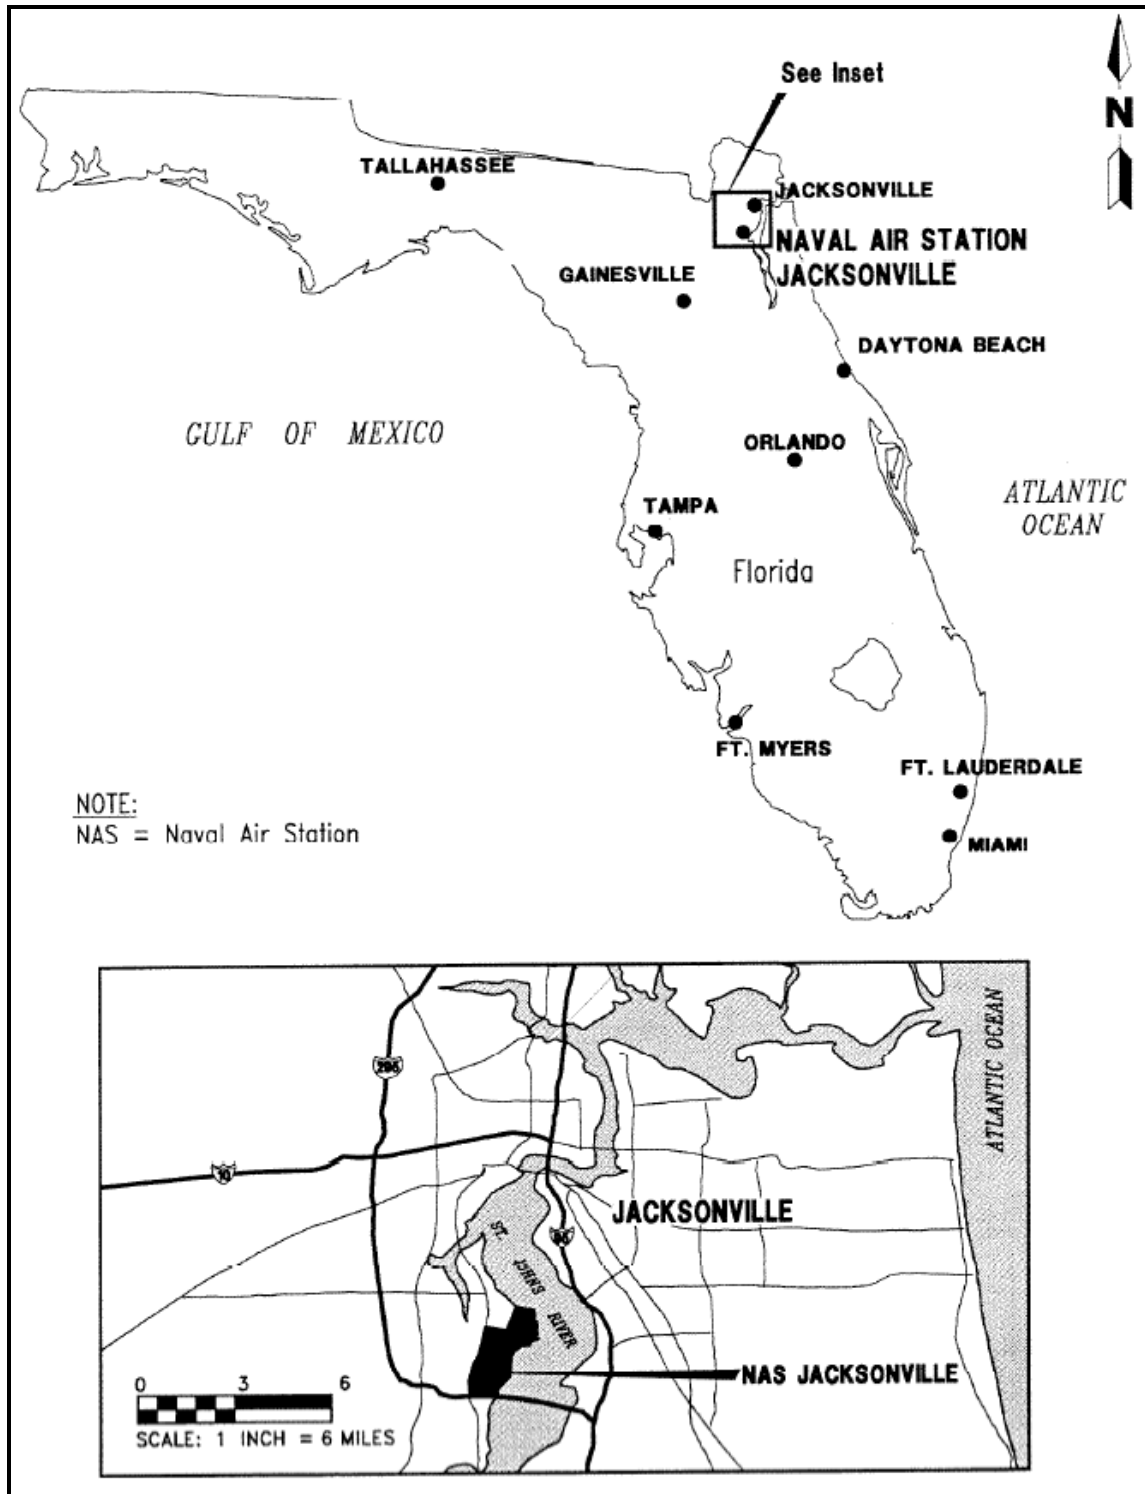 See Inset
N
TALLAHASSEE
JACKSONVILLE
NAVAL AIR STATION
JACKSONVILLE
GAINESVILLE
DAYTONA BEACH
GULF OF MEXICO
ORLANDO
ATLANTIC
OCEAN
TAMPA
Florida
FT. MYERS
FT. LAUDERDALE
MIAMI
NOTE:
NAS = Naval Air Station
ATLANTIC OCEAN
295
10
JACKSONVILLE
95
ST. JOHNS RIVER
NAS JACKSONVILLE
0 3 6
SCALE: 1 INCH = 6 MILES